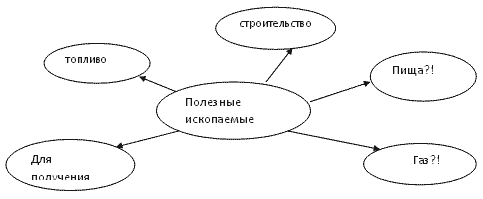 строительство
топливо
Пища?!
Полезные
ископаемые
Для
получения
Газ?!